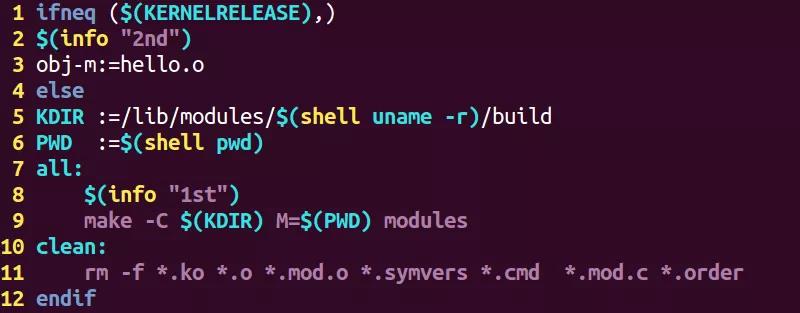 1 ifneq ($(KERNELRELEASE),)
2 $(info "2nd")
3 obj-m:=hello.o
4 else
5 KDIR :=/lib/modules/$(shell uname -r)/build
6 PWD  :=$(shell pwd)
7 all:
8     $(info "1st")
9     make -C $(KDIR) M=$(PWD) modules
10 clean:
11     rm -f *.ko *.o *.mod.o *.symvers *.cmd  *.mod.c *.order
12 endif